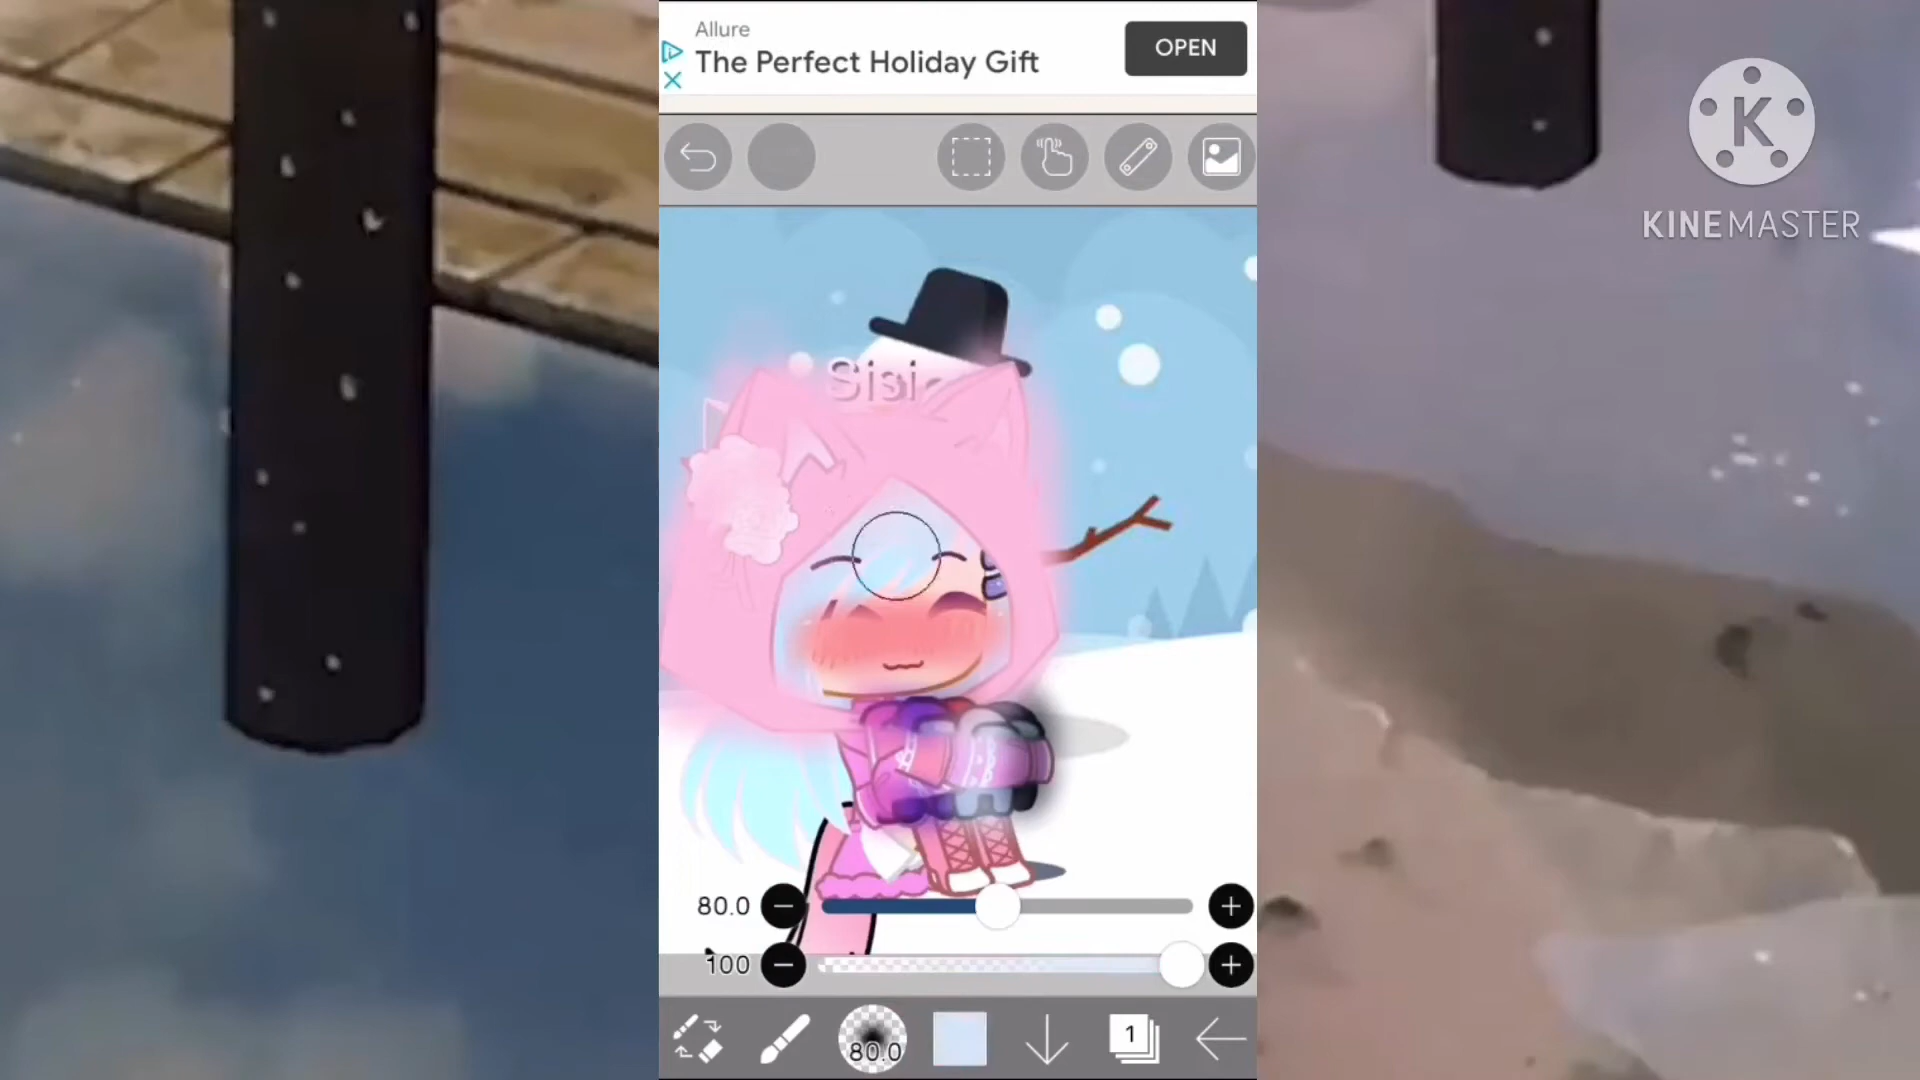 Allure
The Perfect Holiday Gift
OPEN
K
KINEMASTER
Sisi
80.0
100
80.0
1